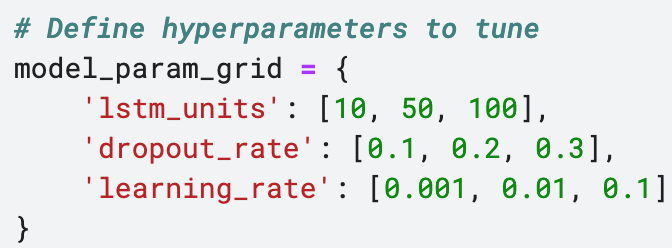 # Define hyperparameters to tune
model_param_grid = {
    'lstm_units': [10, 50, 100],
    'dropout_rate': [0.1, 0.2, 0.3],
    'learning_rate': [0.001, 0.01, 0.1]
}